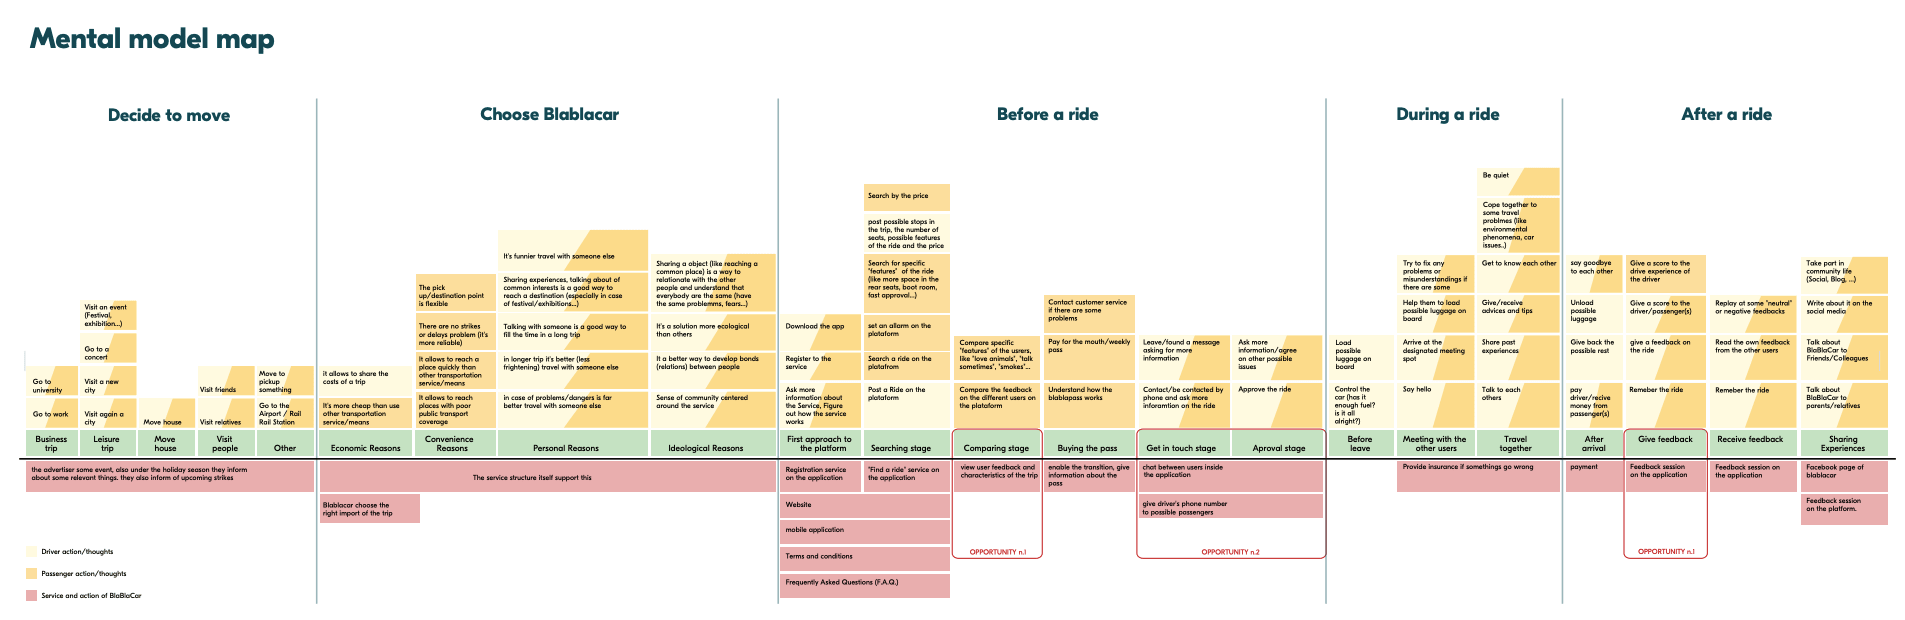 Mental model map
Decide to move
Choose Blablacar
Before a ride
During a ride
After a ride
Go to
university
Go to work
Business
trip
Visit an event
(Festival,
exhibition...)
Go to a
concert
Visit a new
city
Visit again a
city
Leisure
trip
Move house
Move
house
Visit friends
Visit relatives
Visit
people
Move to
pickup
something
Go to the
Airport / Rail
Rail Station
Other
the advertiser some event, also under the holiday season they inform
about some relevant things. they also inform of upcoming strikes
it allows to share the
costs of a trip
It's more cheap than use
other transportation
service/means
Economic Reasons
The pick
up/destination point
is flexible
There are no strikes
or delays problem (it's
more reliable)
It allows to reach a
place quickly than
other transportation
service/means
It allows to reach
places with poor
public transport
coverage
Convenience
Reasons
It's funnier travel with someone else
Sharing experiences, talking about of
common interests is a good way to
reach a destination (especially in case
of festival/exhibitions...)
Talking with someone is a good way to
fill the time in a long trip
in longer trip it's better (less
frightening) travel with someone else
in case of problems/dangers is far
better travel with someone else
Personal Reasons
Sharing a object (like reaching a
common place) is a way to
relationate with the other
people and understand that
everybody are the same (have
the same problemms, fears...)
It's a solution more ecological
than others
It a better way to develop bonds
(relations) between people
Sense of community centered
around the service
Ideological Reasons
The service structure itself support this
Blablacar choose the
right import of the trip
Download the app
Register to the
service
Ask more
information about
the Service, Figure
out how the service
works
First approach to
the platform
Search by the price
post possible stops in
the trip, the number of
seats, possible features
of the ride and the price
Search for specific
"features" of the ride
(like more space in the
rear seats, boot room,
fast approval...)
set an allarm on the
plataform
Search a ride on the
platafrom
Post a Ride on the
plataform
Searching stage
Compare specific
"features" of the users,
like "love animals", "talk
sometimes", "smokes"...
Compare the feedback
on the different users on
the plataform
Comparing stage
Contact customer service
if there are some
problems
Pay for the mouth/weekly
pass
Understand how the
blablapass works
Buying the pass
Leave/found a message
asking for more
information
Contact/be contacted by
phone and ask more
inforamtion on the ride
Get in touch stage
Ask more
information/agree
on other possible
issues
Approve the ride
Aproval stage
Registration service
on the application
"Find a ride" service on
the application
view user feedback and
characteristics of the trip
enable the transition, give
information about the
pass
chat between users inside
the application
give driver's phone number
to possible passengers
Website
mobile application
Terms and conditions
Frequently Asked Questions (F.A.Q.)
OPPORTUNITY n.1
OPPORTUNITY n.2
Load
possible
luggage on
board
Control the
car (has it
enough fuel?
is it all
alright?)
Before
leave
Try to fix any
problems or
misunderstandings if
there are some
Help them to load
possible luggage on
board
Arrive at the
designated meeting
spot
Say hello
Meeting with the
other users
Be quiet
Cope together to
some travel
problmes (like
environmental
phenomena, car
issues..)
Get to know each other
Give/receive
advices and tips
Share past
experiences
Talk to each
others
Travel
together
Provide insurance if somethings go wrong
say goodbye
to each other
Unload
possible
luggage
Give back the
possible rest
pay
driver/recive
money from
passenger(s)
After
arrival
Give a score to the
drive experience of
the driver
Give a score to the
driver/passenger(s)
give a feedback on
the ride
Remeber the ride
Give feedback
Replay at some "neutral"
or negative feedbacks
Read the own feedback
from the other users
Remeber the ride
Receive feedback
Take part in
community life
(Social, Blog, ...)
Write about it on the
social media
Talk about
BlaBlaCar to
Friends/Colleagues
Talk about
BlaBlaCar to
parents/relatives
Sharing
Experiences
payment
Feedback session
on the application
Feedback session on
the application
Facebook page of
blablacar
Feedback session
on the platform.
OPPORTUNITY n.1
Driver action/thoughts
Passenger action/thoughts
Service and action of BlaBlaCar